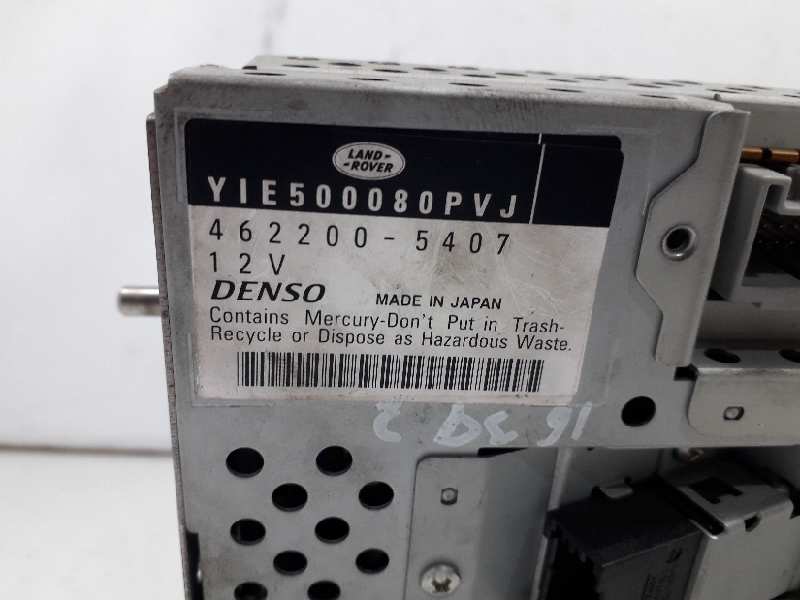 LAND-
-ROVER
YIE500080PVJ
462200-5407
12V
DENSO MADE IN JAPAN
Contains Mercury-Don't Put in Trash-
Recycle or Dispose as Hazardous Waste.